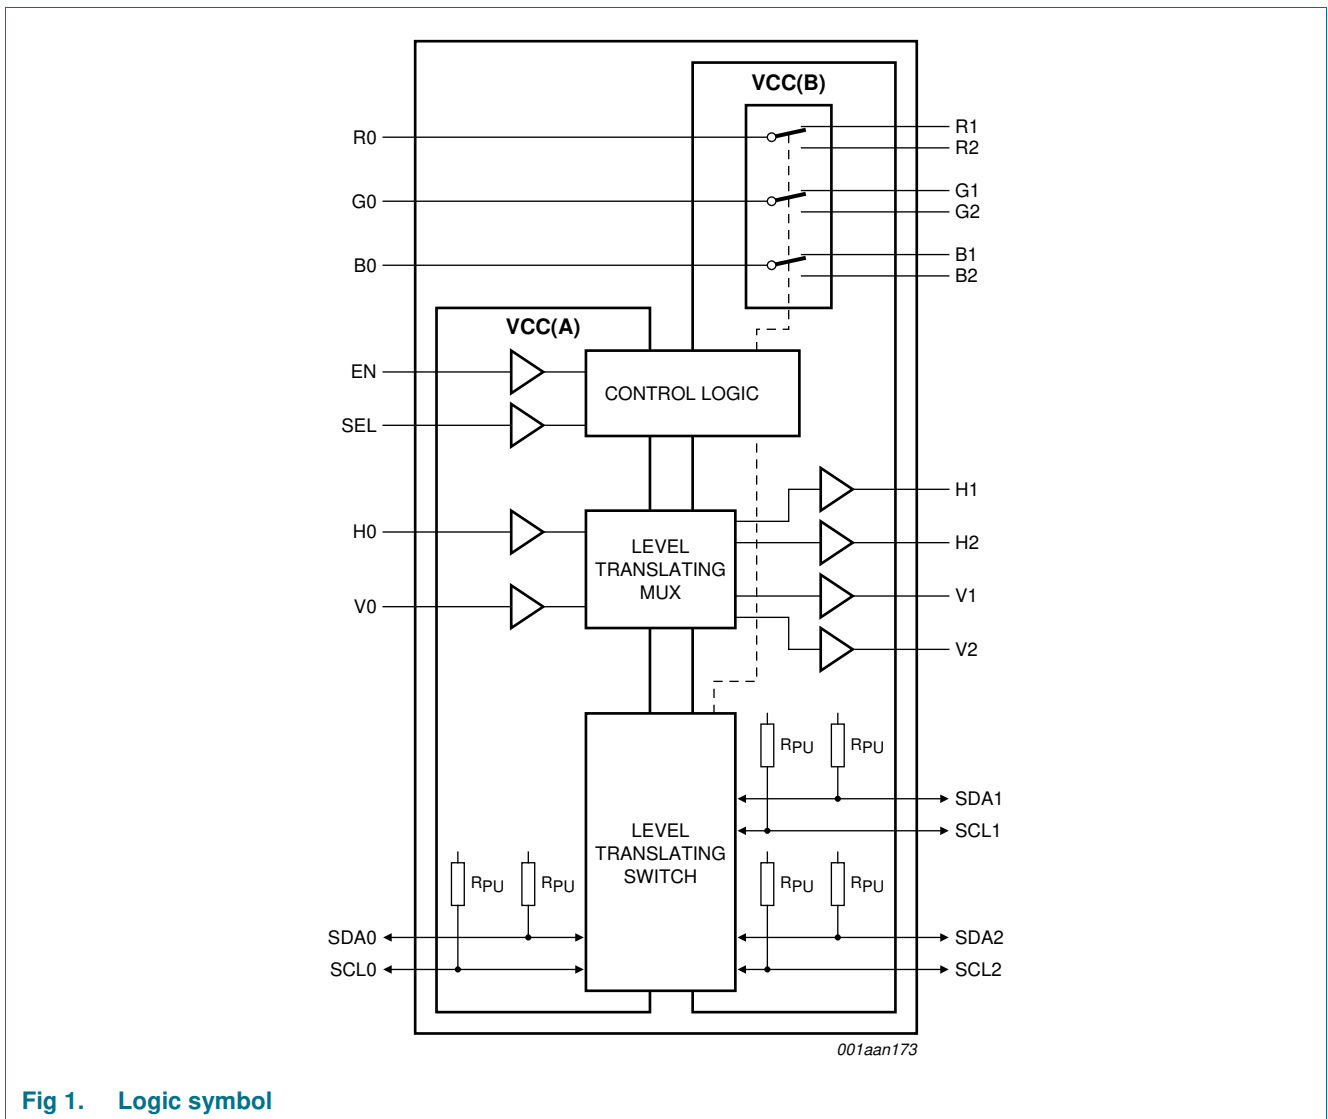 VCC(B)
R0
R1
R2
G0
G1
G2
B0
B1
B2
VCC(A)
EN
CONTROL LOGIC
SEL
H1
H0
LEVEL
TRANSLATING
MUX
H2
V0
V1
V2
RPU
RPU
SDA1
LEVEL
TRANSLATING
SWITCH
SCL1
RPU
RPU
RPU
RPU
SDA0
SDA2
SCL0
SCL2
001aan173
Fig 1. Logic symbol